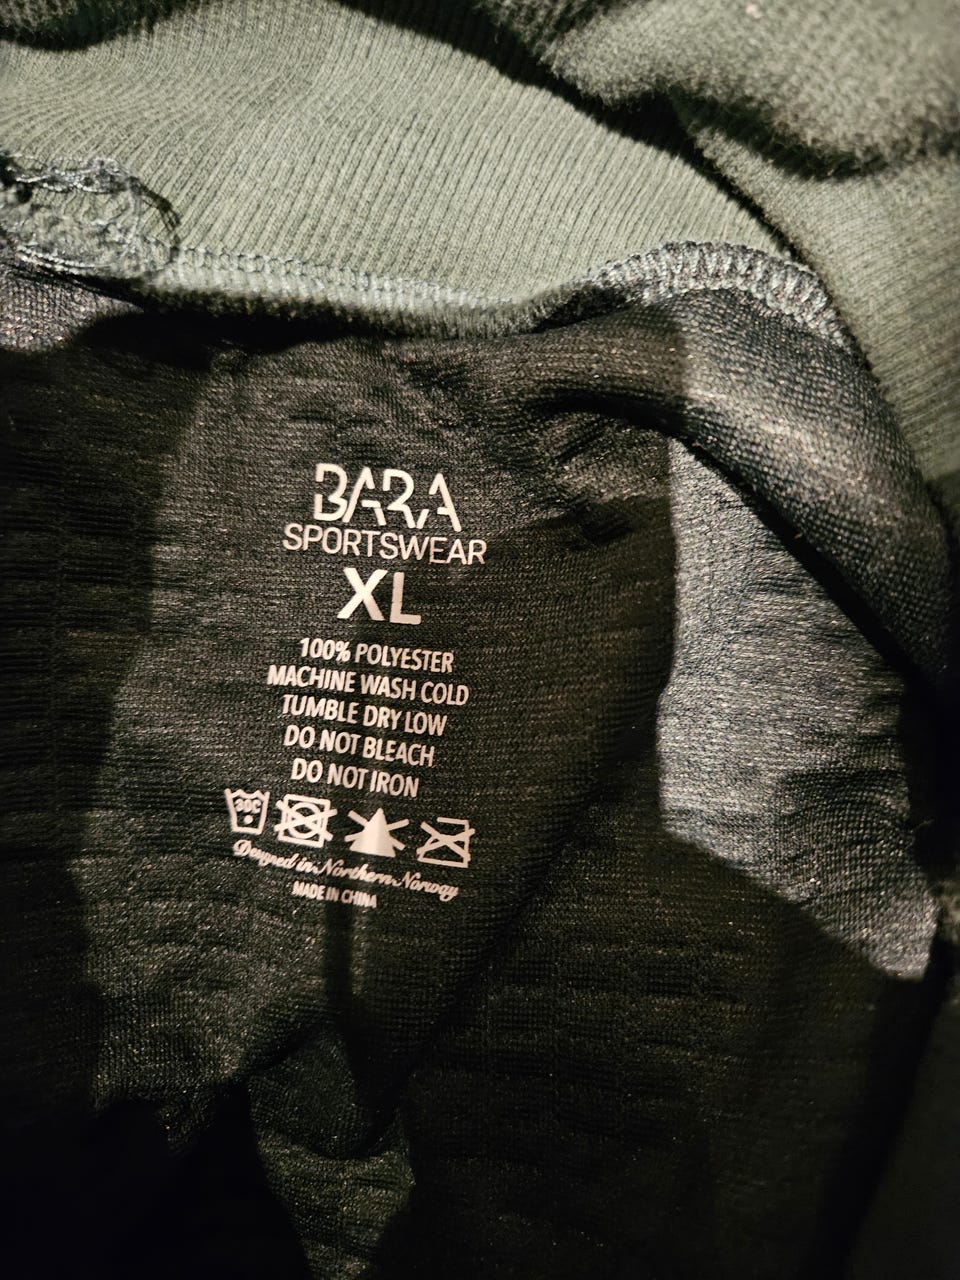 BARA
SPORTSWEAR
XL
100% POLYESTER
MACHINE WASH COLD
TUMBLE DRY LOW
DO NOT BLEACH
DO NOT IRON
30C
Designed in Northern Norway
MADE IN CHINA